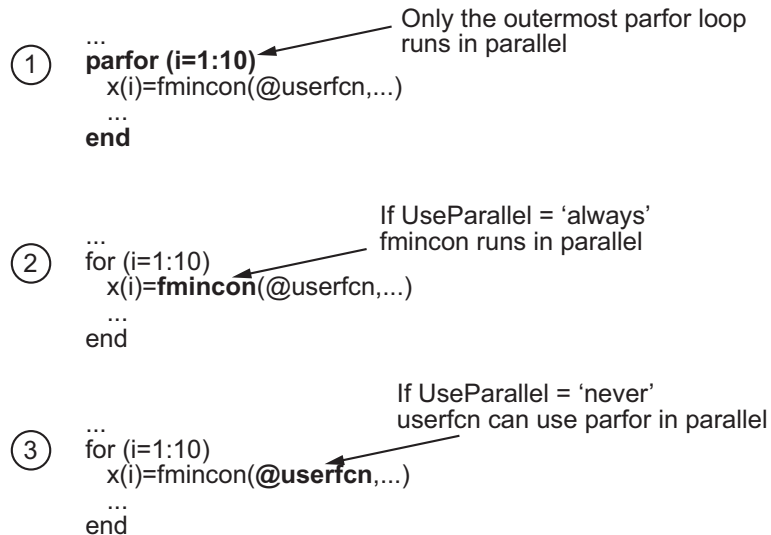 Only the outermost parfor loop
runs in parallel
...
1
parfor (i=1:10)
x(i)=fmincon(@userfcn,...)
...
end
If UseParallel = ‘always’
fmincon runs in parallel
...
2
for (i=1:10)
x(i)=fmincon(@userfcn,...)
...
end
If UseParallel = ‘never’
userfcn can use parfor in parallel
...
3
for (i=1:10)
x(i)=fmincon(@userfcn,...)
...
end